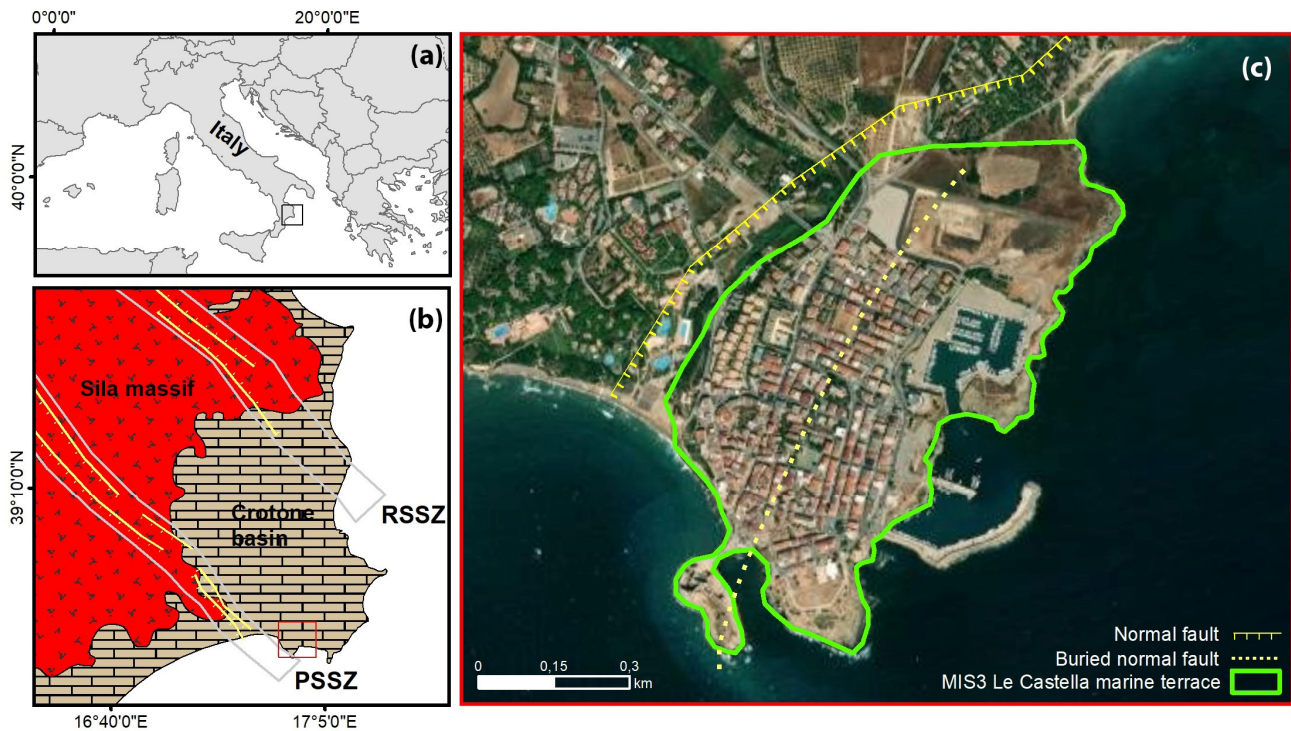 0°0'0"
20°0'0"E
(a)
Italy
40°0'0"N
(b)
Sila massif
39°10'0"N
RSSZ
Crotone
basin
PSSZ
16°40'0"E
17°5'0"E
(c)
Normal fault
Buried normal fault
MIS3 Le Castella marine terrace
0
0,15
0,3
km